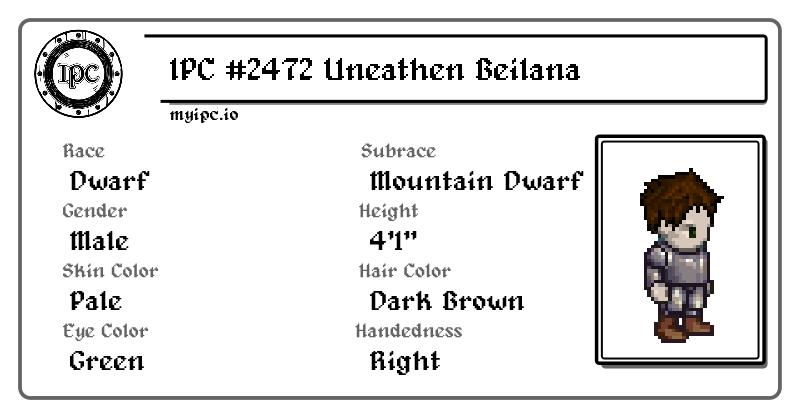 IPC
IPC #2472 Uneathen Beilana
myipc.io
Race
Dwarf
Subrace
Mountain Dwarf
Gender
Male
Height
4'1"
Skin Color
Pale
Hair Color
Dark Brown
Eye Color
Green
Handedness
Right